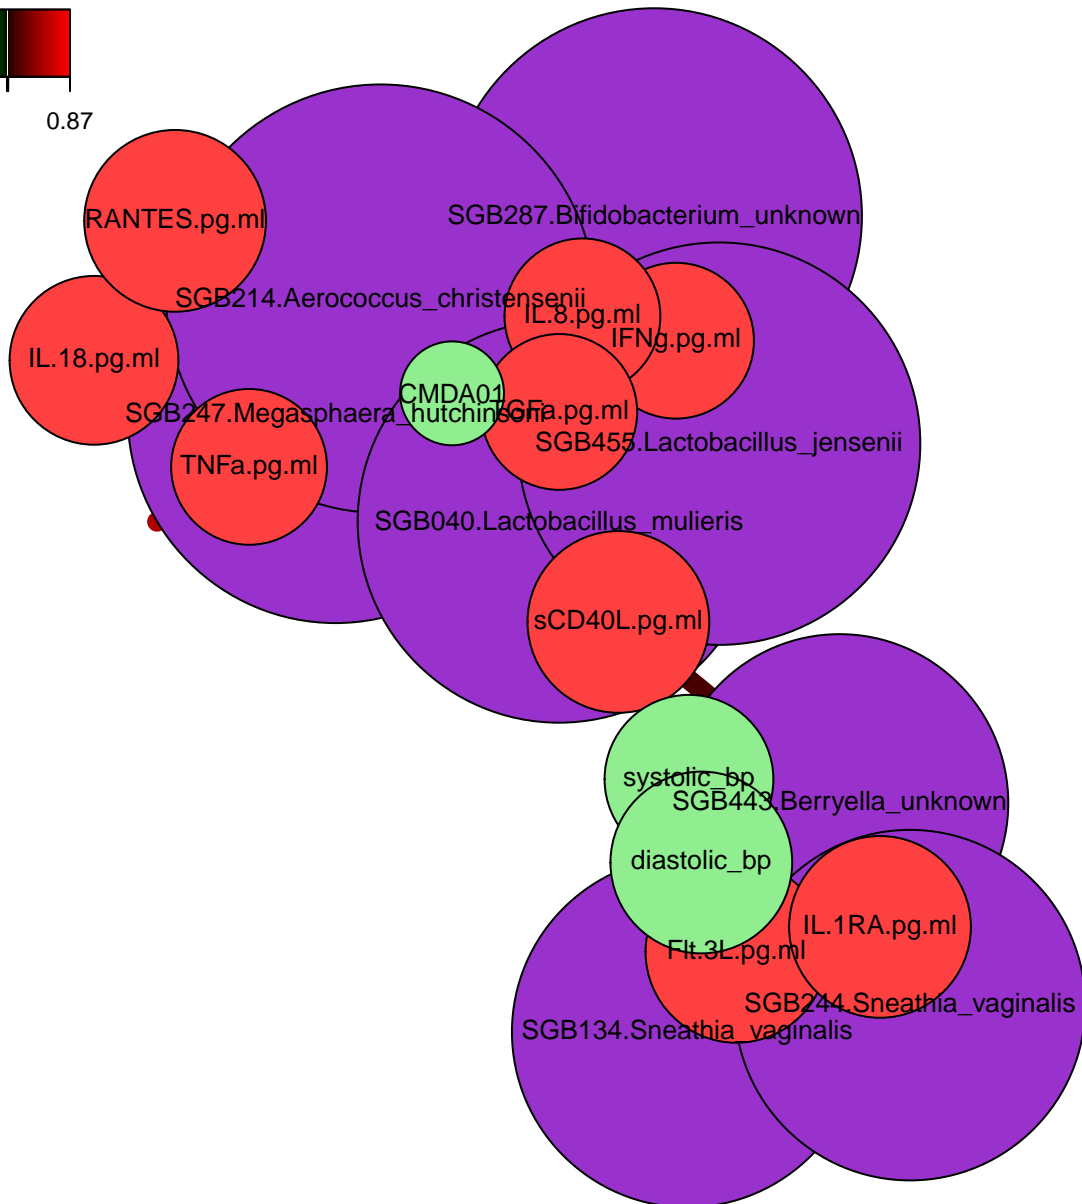 0.87
SGB287.Bifidobacterium_unknown
RANTES.pg.ml
SGB214.Aerococcus_christensenii
IL.8.pg.ml
IFNg.pg.ml
IL.18.pg.ml
CMDA01
SGB247.Megasphaera_hutchinsoni
SGB455.Lactobacillus_jensenii
TNFa.pg.ml
SGB040.Lactobacillus_mulieris
sCD40L.pg.ml
systolic_bp
SGB443.Berryella_unknown
diastolic_bp
IL.1RA.pg.ml
Flt.3L.pg.ml
SGB244.Sneathia_vaginalis
SGB134.Sneathia_vaginalis